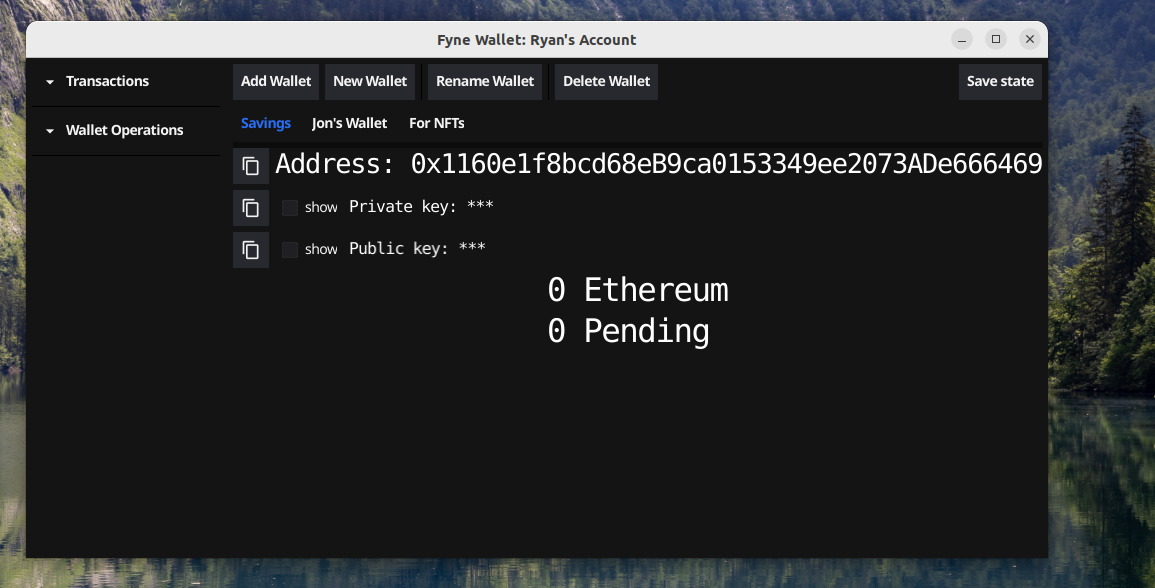 Fyne Wallet: Ryan's Account
Transactions
Wallet Operations
Add Wallet New Wallet Rename Wallet Delete Wallet Save state
Savings Jon's Wallet For NFTs
Address: 0x1160e1f8bcd68eB9ca0153349ee2073ADe666469
show Private key: ***
show Public key: ***
0 Ethereum
0 Pending